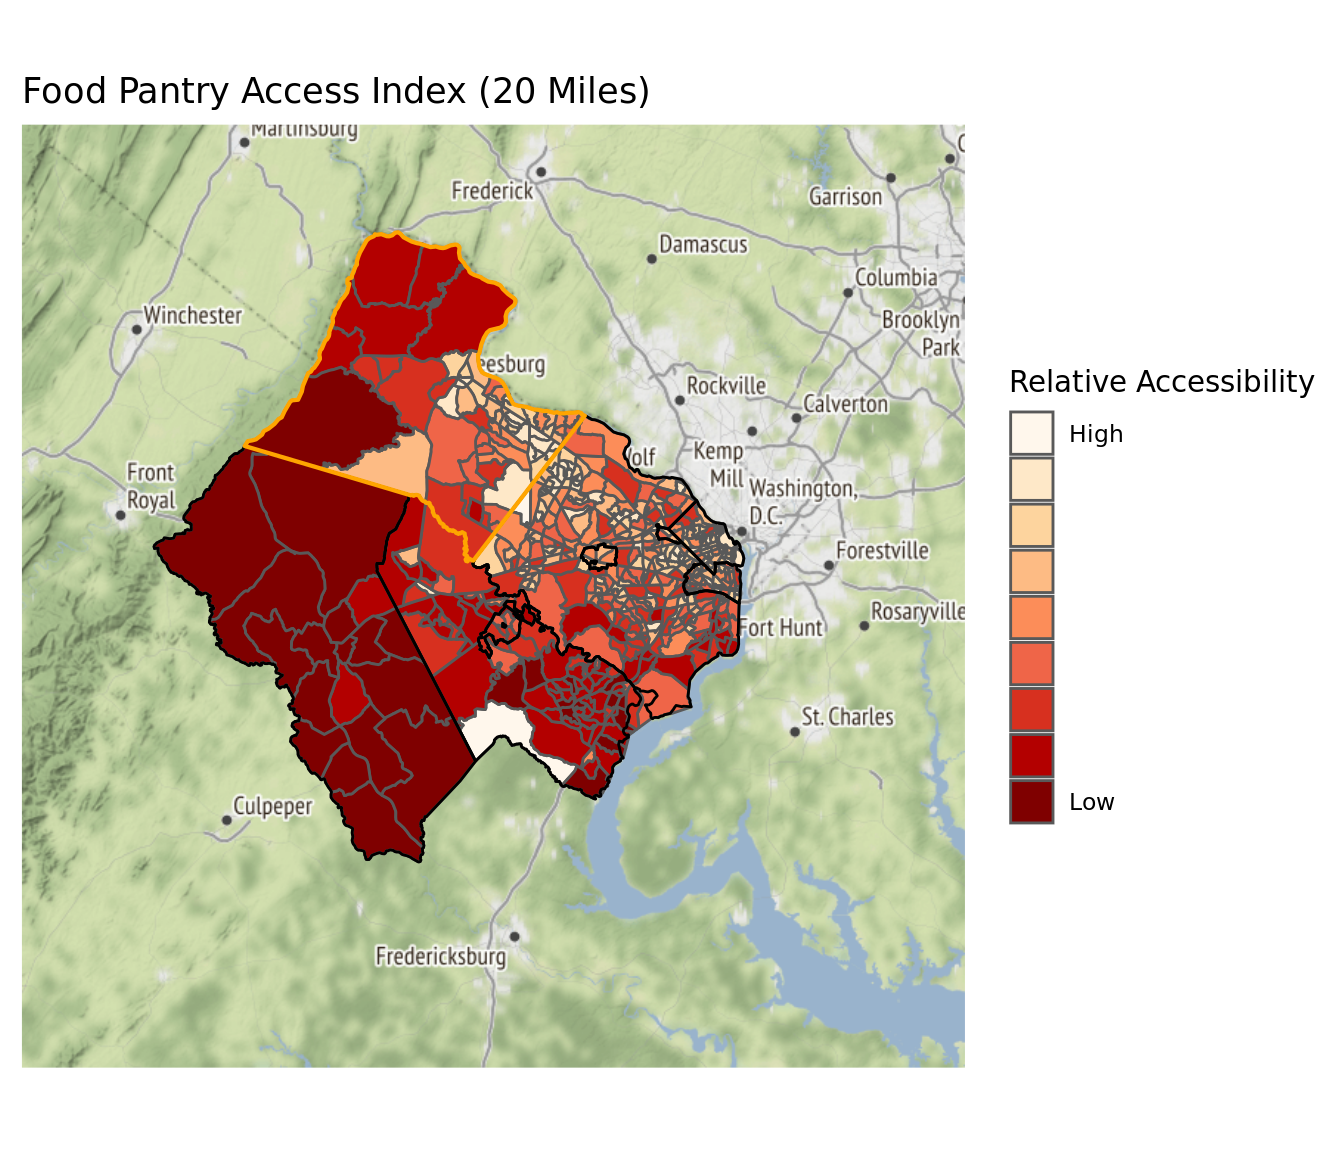 Food Pantry Access Index (20 Miles)
Martinsburg
Frederick
Garrison
Damascus
Columbia
Winchester
Brooklyn
Park
eesburg
Rockville
Calverton
Kemp
Mill
olf
Front
Royal
Washington,
D.C.
Forestville
Rosaryville
Fort Hunt
St. Charles
Culpeper
Fredericksburg
Relative Accessibility
High
Low